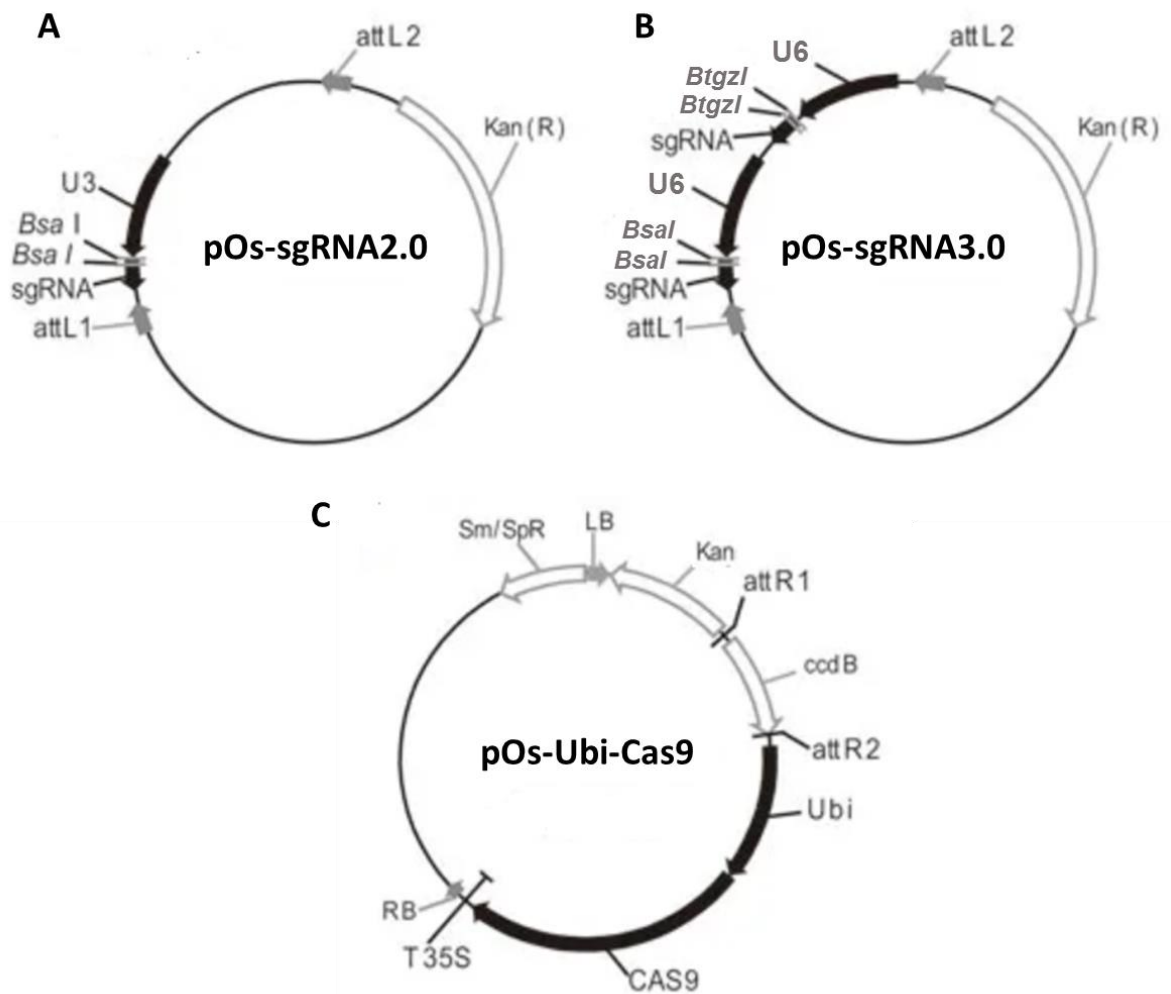 A
attL2
Kan(R)
U3
Bsa I
Bsa I
sgRNA
attL1
pOs-sgRNA2.0
B
attL2
U6
BtgzI
BtgzI
sgRNA
Kan(R)
U6
BsaI
BsaI
sgRNA
attL1
pOs-sgRNA3.0
C
Sm/SpR
LB
Kan
attR1
ccdB
attR2
Ubi
pOs-Ubi-Cas9
RB
T35S
CAS9